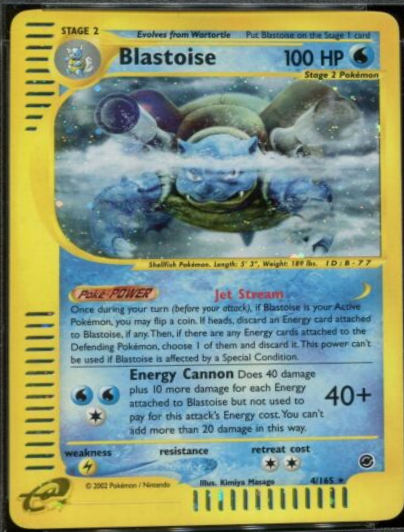 STAGE 2 Evolves from Wartortle Put Blastoise on the Stage 1 card
Blastoise 100 HP
Stage 2 Pokémon
Shellfish Pokémon. Length: 5' 3", Weight: 189 lbs. ID: B-77
Poké-POWER Jet Stream
Once during your turn (before your attack), if Blastoise is your Active
Pokémon, you may flip a coin. If heads, discard an Energy card attached
to Blastoise, if any. Then, if there are any Energy cards attached to the
Defending Pokémon, choose 1 of them and discard it. This power can't
be used if Blastoise is affected by a Special Condition.
Energy Cannon Does 40 damage
plus 10 more damage for each Energy
attached to Blastoise but not used to
pay for this attack's Energy cost. You can't
add more than 20 damage in this way.
40+
weakness resistance retreat cost
© 2002 Pokémon / Nintendo Illus. Kimiya Masago 4/165 ★
e